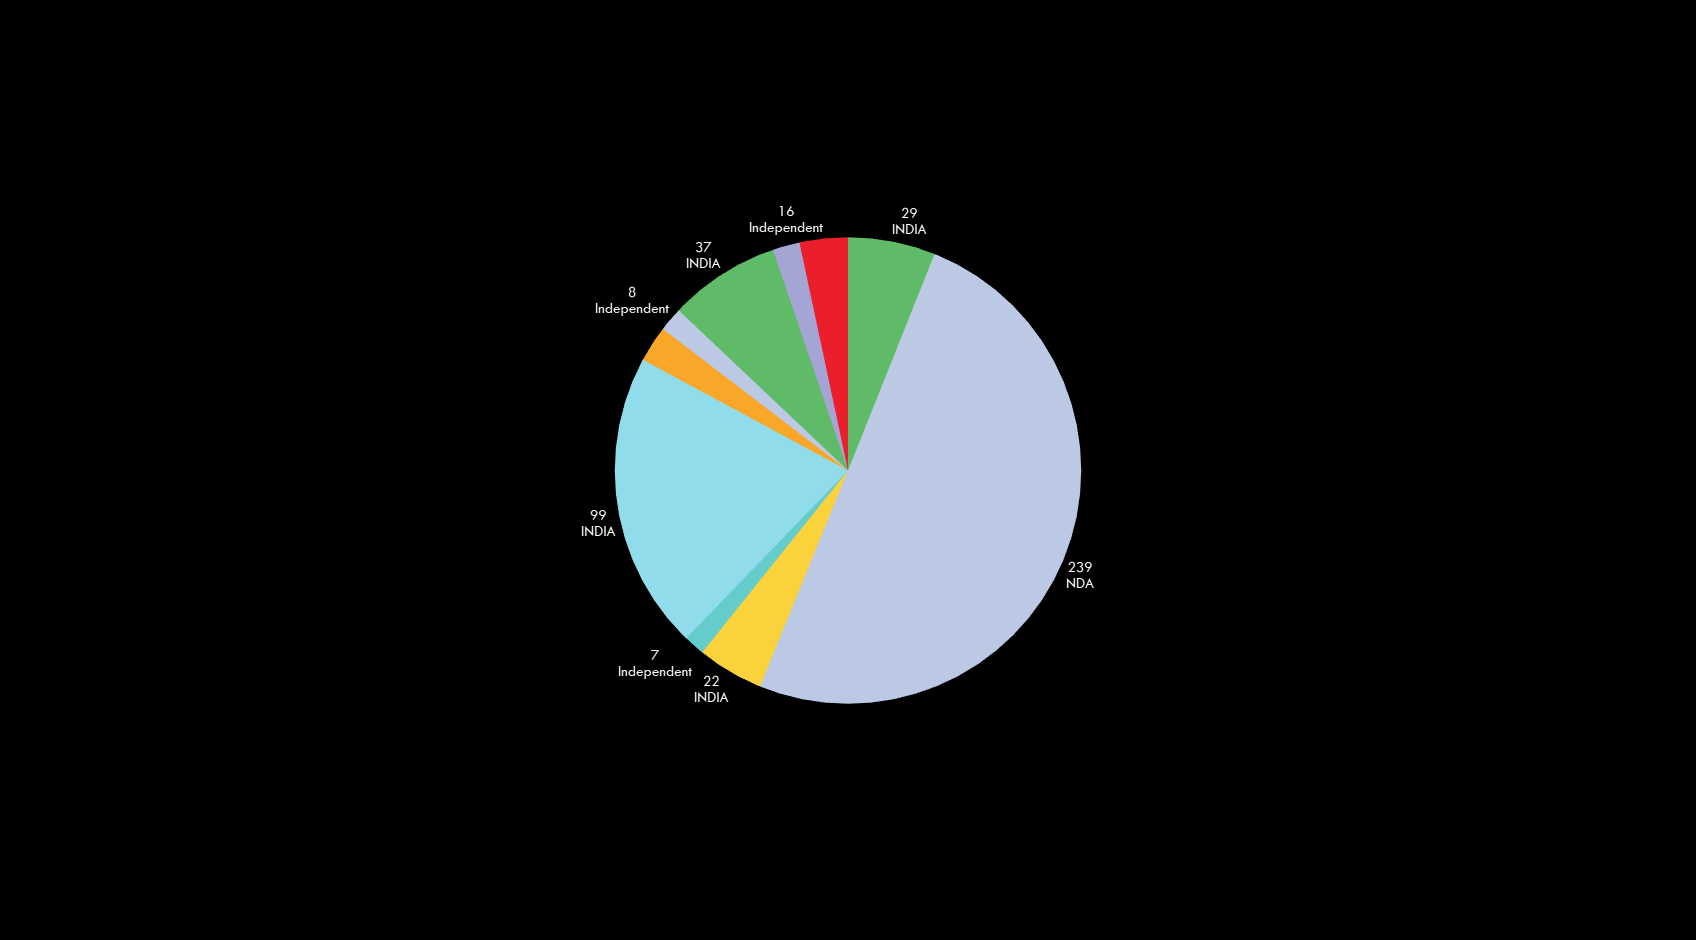 16
Independent
29
INDIA
37
INDIA
8
Independent
99
INDIA
239
NDA
7
Independent
22
INDIA